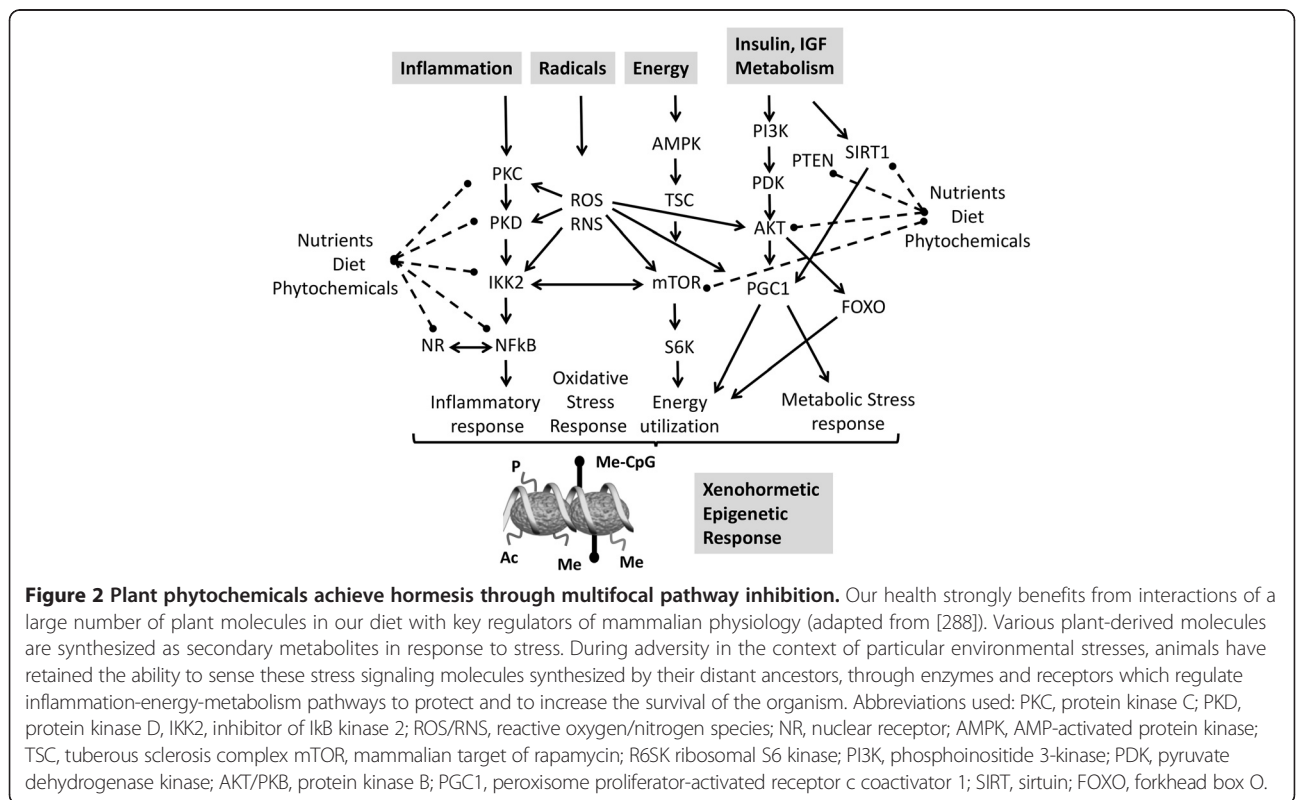 Inflammation Radicals Energy Insulin, IGF
Metabolism
PI3K
AMPK
PTEN SIRT1
PKC
PDK
ROS TSC
Nutrients
Diet
Phytochemicals
PKD RNS AKT
Nutrients
Diet
Phytochemicals
IKK2 mTOR PGC1
FOXO
NR NFkB S6K
Inflammatory
response
Oxidative
Stress
Response
Energy
utilization
Metabolic Stress
response
P Me-CpG
Ac Me Me
Xenohormetic
Epigenetic
Response
Figure 2 Plant phytochemicals achieve hormesis through multifocal pathway inhibition. Our health strongly benefits from interactions of a
large number of plant molecules in our diet with key regulators of mammalian physiology (adapted from [288]). Various plant-derived molecules
are synthesized as secondary metabolites in response to stress. During adversity in the context of particular environmental stresses, animals have
retained the ability to sense these stress signaling molecules synthesized by their distant ancestors, through enzymes and receptors which regulate
inflammation-energy-metabolism pathways to protect and to increase the survival of the organism. Abbreviations used: PKC, protein kinase C; PKD,
protein kinase D, IKK2, inhibitor of IkB kinase 2; ROS/RNS, reactive oxygen/nitrogen species; NR, nuclear receptor; AMPK, AMP-activated protein kinase;
TSC, tuberous sclerosis complex mTOR, mammalian target of rapamycin; R6SK ribosomal S6 kinase; PI3K, phosphoinositide 3-kinase; PDK, pyruvate
dehydrogenase kinase; AKT/PKB, protein kinase B; PGC1, peroxisome proliferator-activated receptor c coactivator 1; SIRT, sirtuin; FOXO, forkhead box O.